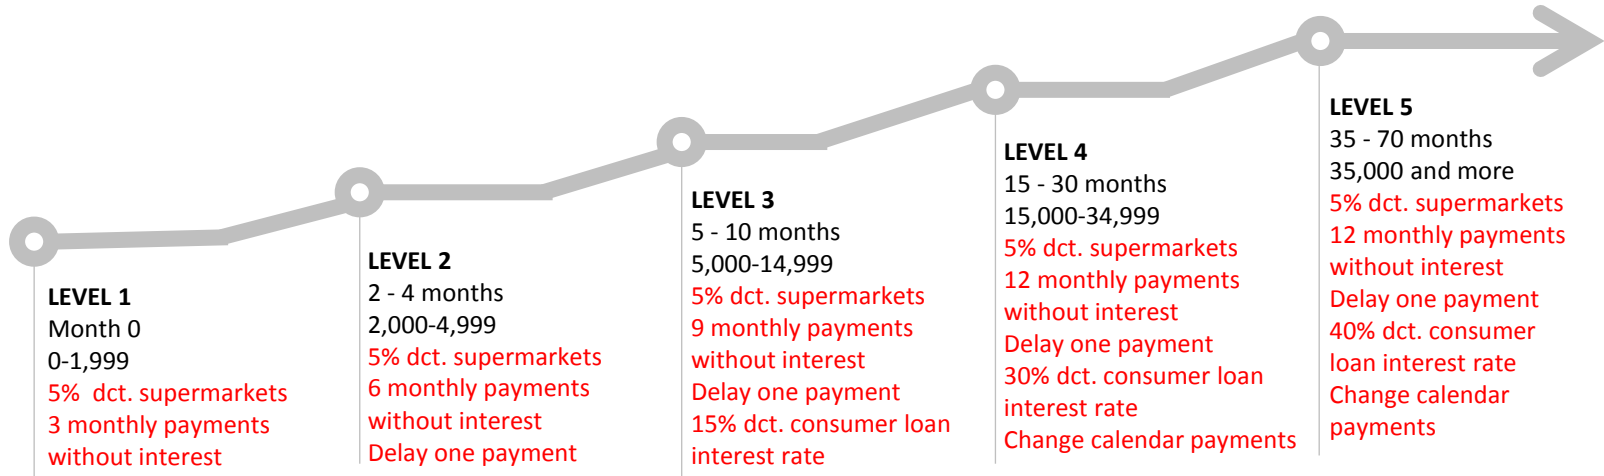 LEVEL 1
Month 0
0-1,999
5%  dct. supermarkets
3 monthly payments
without interest
LEVEL 2
2 - 4 months
2,000-4,999
5% dct. supermarkets
6 monthly payments
without interest
Delay one payment
LEVEL 3
5 - 10 months
5,000-14,999
5% dct. supermarkets
9 monthly payments
without interest
Delay one payment
15% dct. consumer loan
interest rate
LEVEL 4
15 - 30 months
15,000-34,999
5% dct. supermarkets
12 monthly payments
without interest
Delay one payment
30% dct. consumer loan
interest rate
Change calendar payments
LEVEL 5
35 - 70 months
35,000 and more
5% dct. supermarkets
12 monthly payments
without interest
Delay one payment
40% dct. consumer
loan interest rate
Change calendar
payments